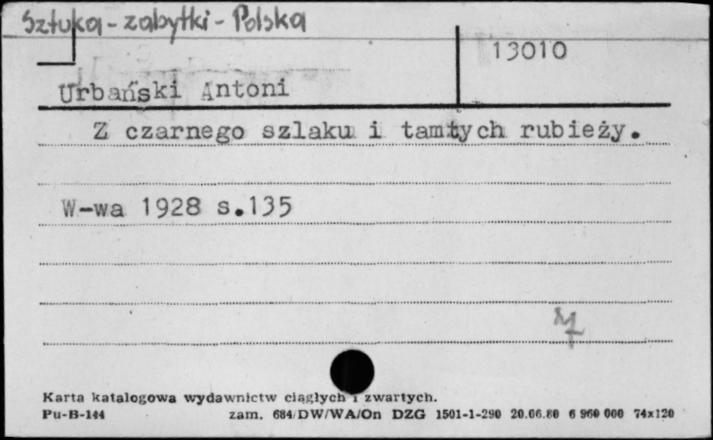 Sztuka - zabytki - Polska
13010
Urbański Antoni
Z czarnego szlaku i tamtych rubieży.
W-wa 1928 s.135
Karta katalogowa wydawnictw ciągłych i zwartych.
Pu-B-144 zam. 684/DW/WA/On DZG 1501-1-290 20.06.80 6 960 000 74x120